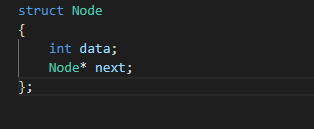 struct Node
{
    int data;
    Node* next;
};